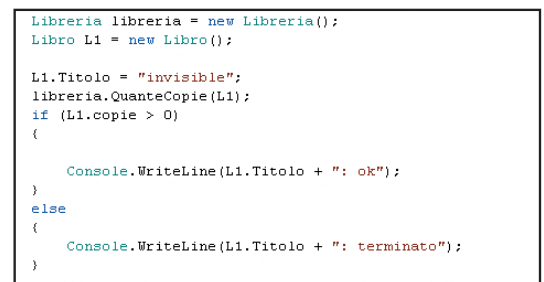 Libreria libreria = new Libreria();
Libro L1 = new Libro();
L1.Titolo = "invisible";
libreria.QuanteCopie(L1);
if (L1.copie > 0)
{
Console.WriteLine(L1.Titolo + ": ok");
}
else
{
Console.WriteLine(L1.Titolo + ": terminato");
}